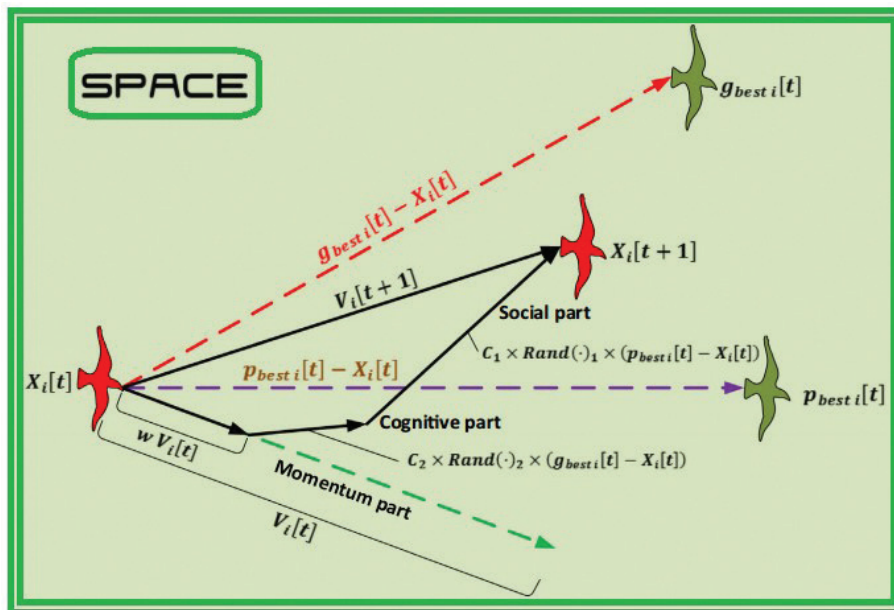 SPACE
g_{best i}[t]
g_{best i}[t] − X_i[t]
X_i[t+1]
V_i[t+1]
Social part
C_1 × Rand(·)_1 × (p_{best i}[t] − X_i[t])
p_{best i}[t] − X_i[t]
X_i[t]
p_{best i}[t]
Cognitive part
w V_i[t]
C_2 × Rand(·)_2 × (g_{best i}[t] − X_i[t])
Momentum part
V_i[t]